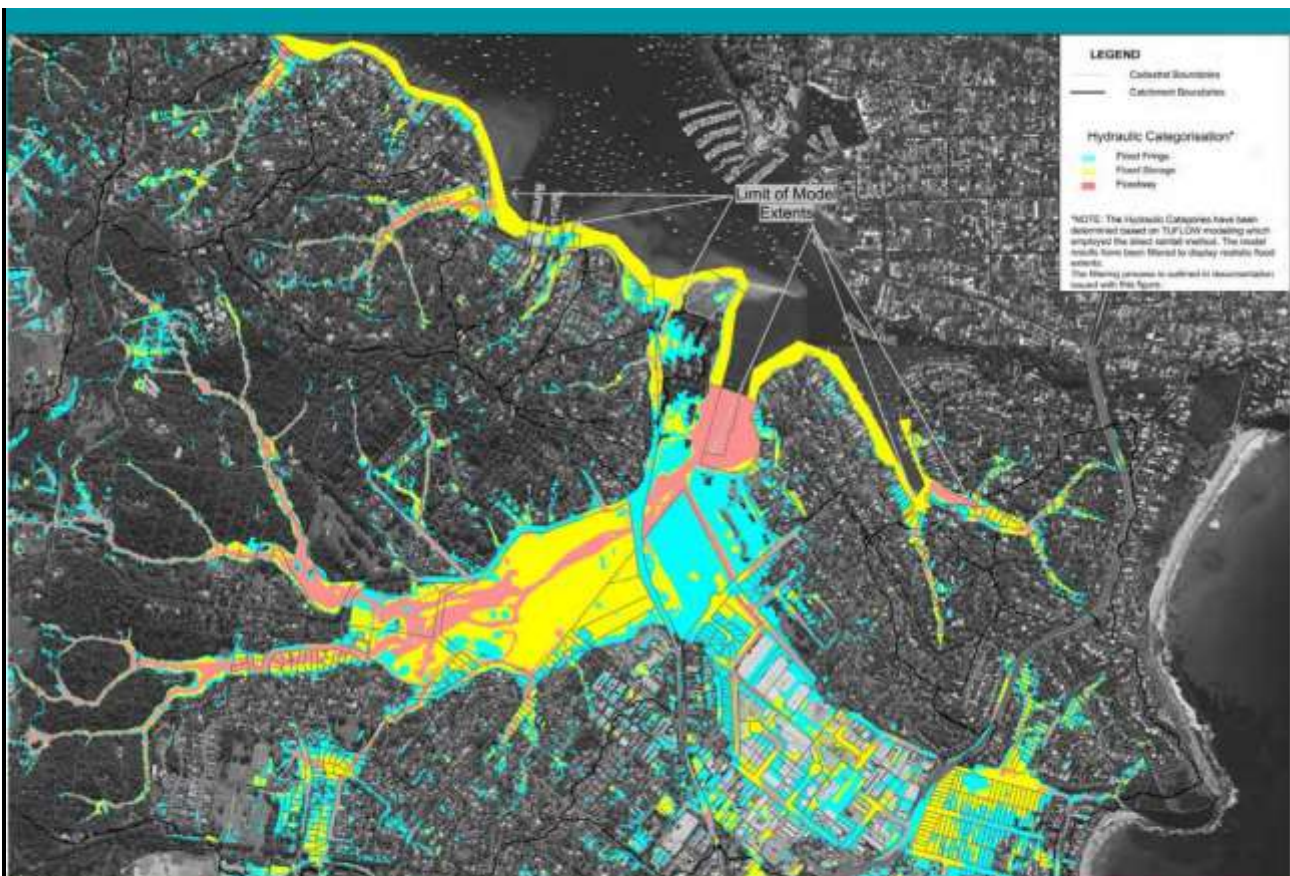 LEGEND
Cadastral Boundaries
Catchment Boundaries
Hydraulic Categorisation*
Flood Fringe
Flood Storage
Floodway
*NOTE: The Hydraulic Categories have been
determined based on TUFLOW modelling which
employed the direct rainfall method. The model
results have been filtered to display realistic flood
extents.
The filtering process is outlined in documentation
issued with this figure.
Limit of Model
Extents